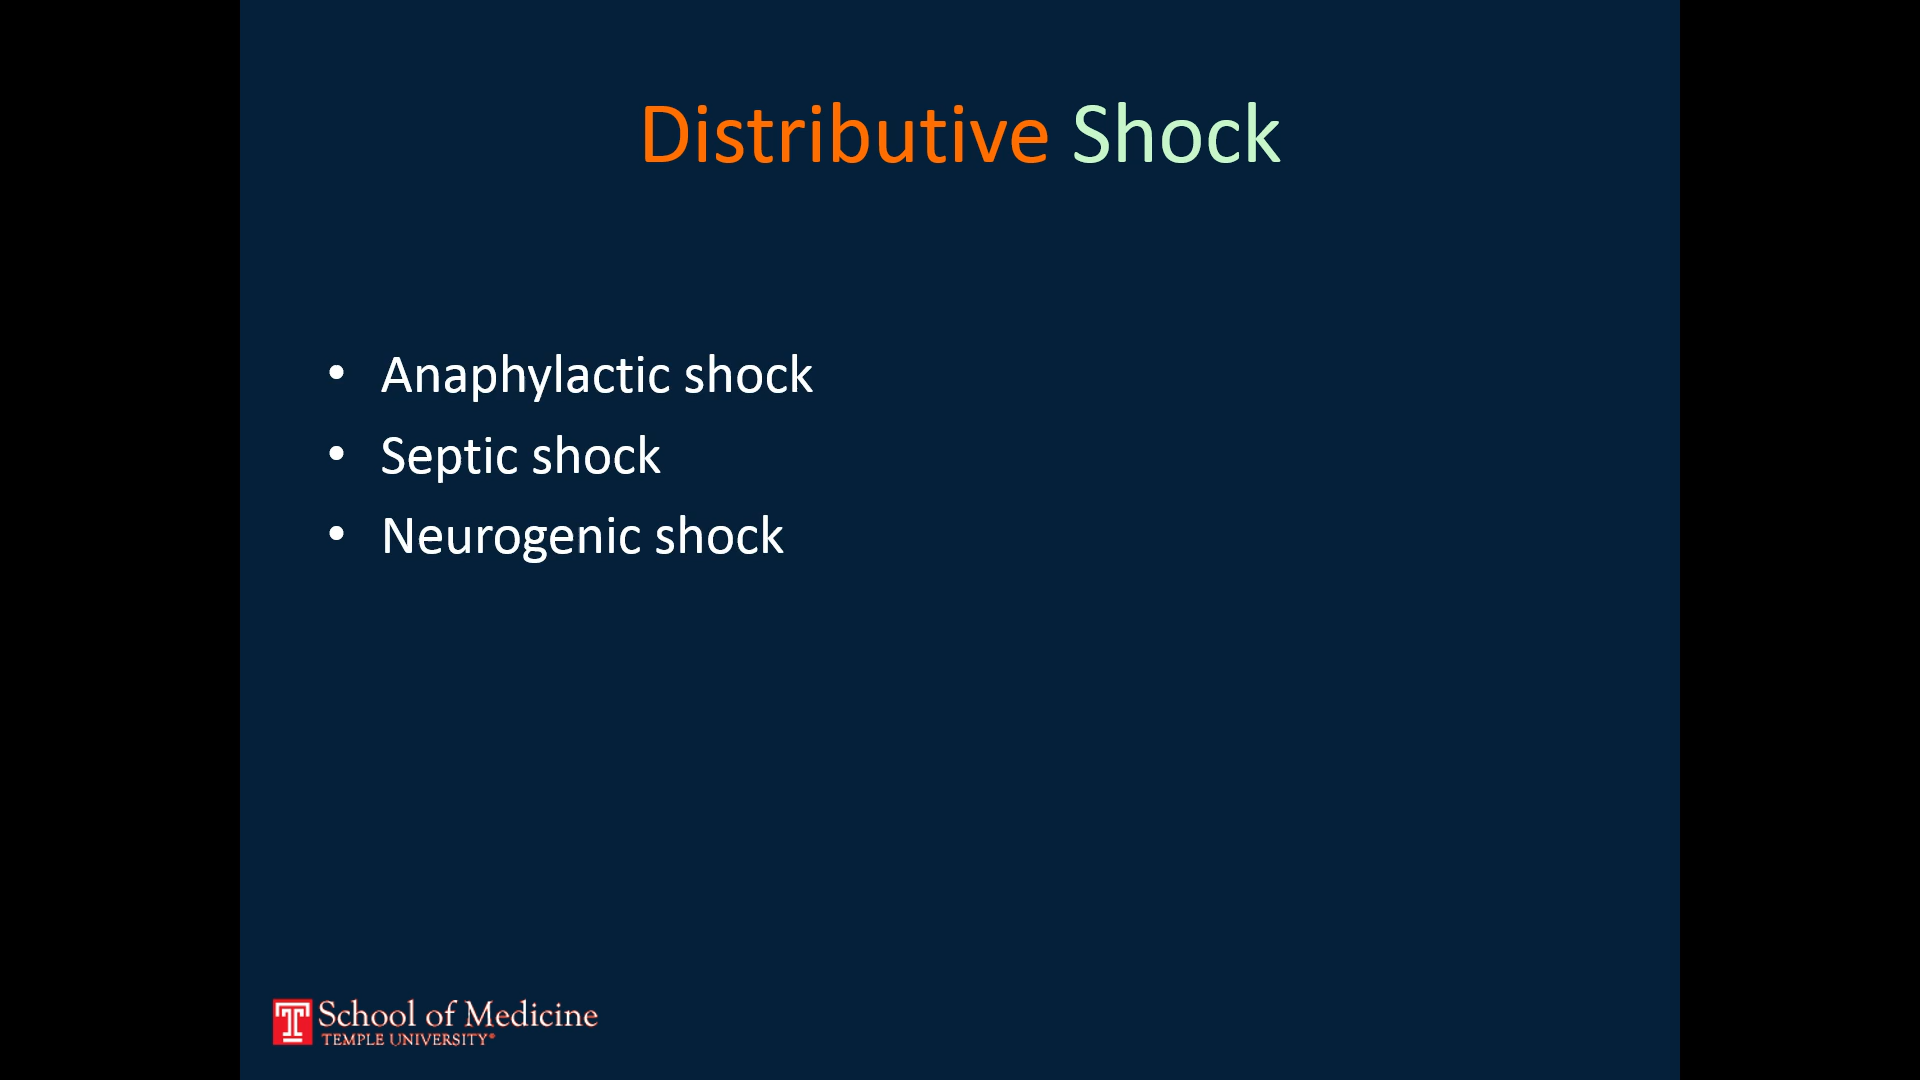 Distributive Shock
• Anaphylactic shock
• Septic shock
• Neurogenic shock
T School of Medicine
TEMPLE UNIVERSITY®